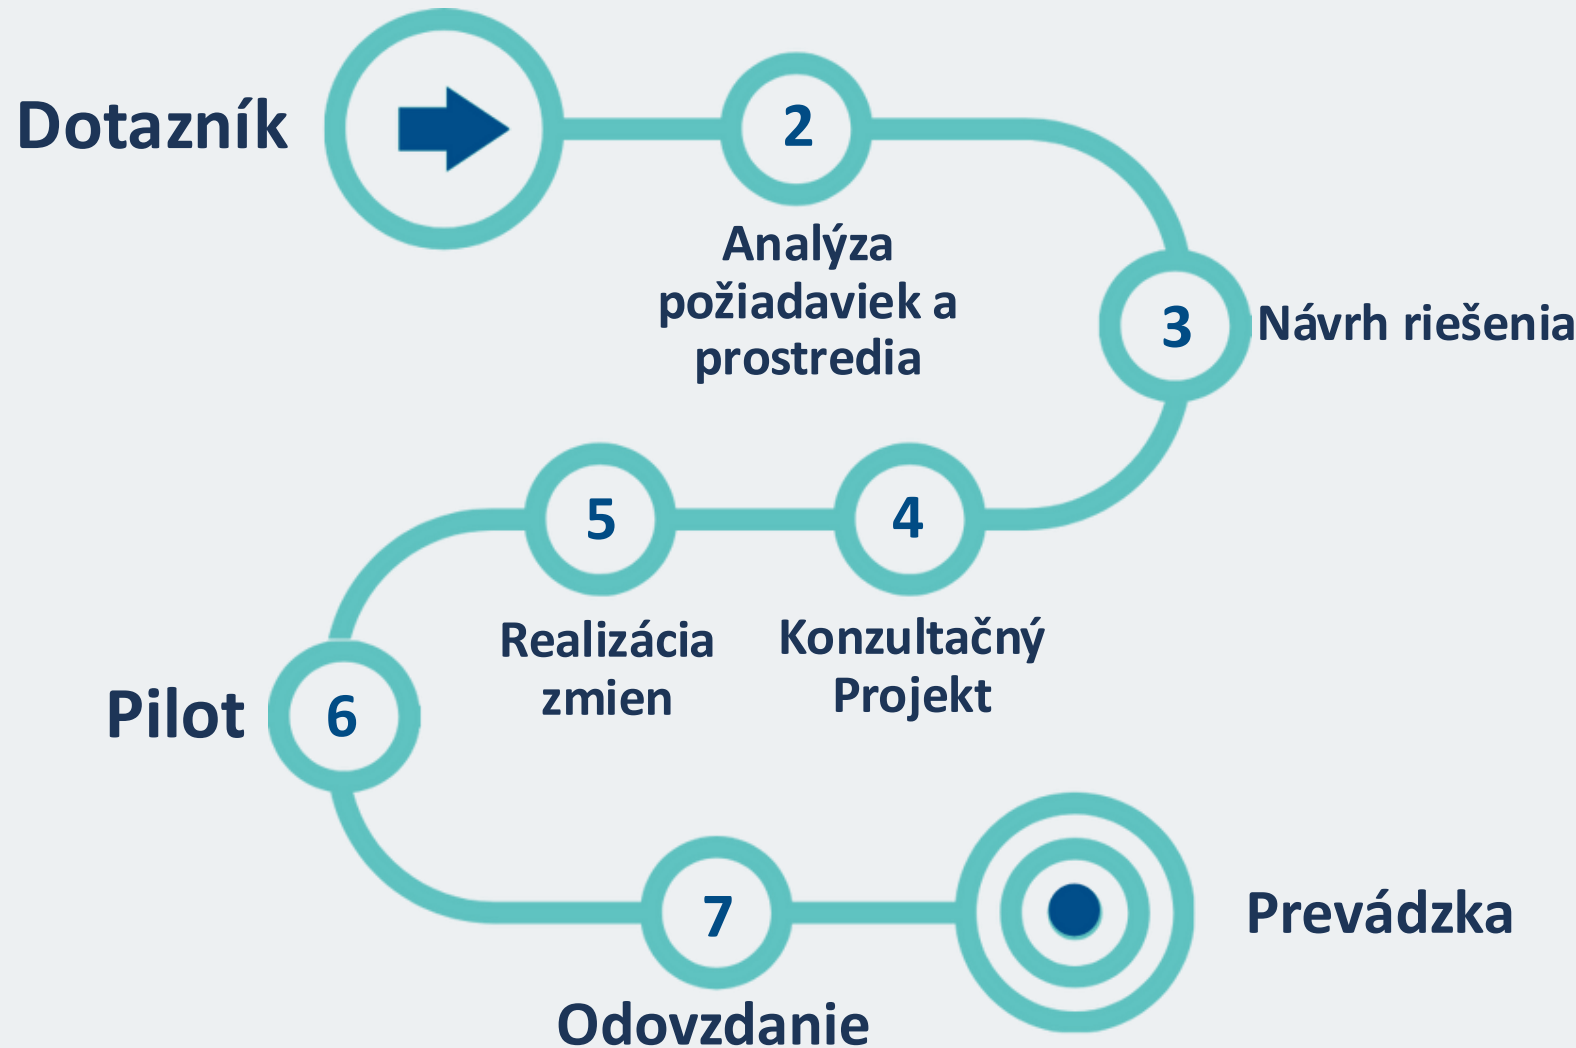 Dotazník
2
Analýza
požiadaviek a
prostredia
3
Návrh riešenia
4
Konzultačný
Projekt
5
Realizácia
zmien
6
Pilot
7
Odovzdanie
Prevádzka